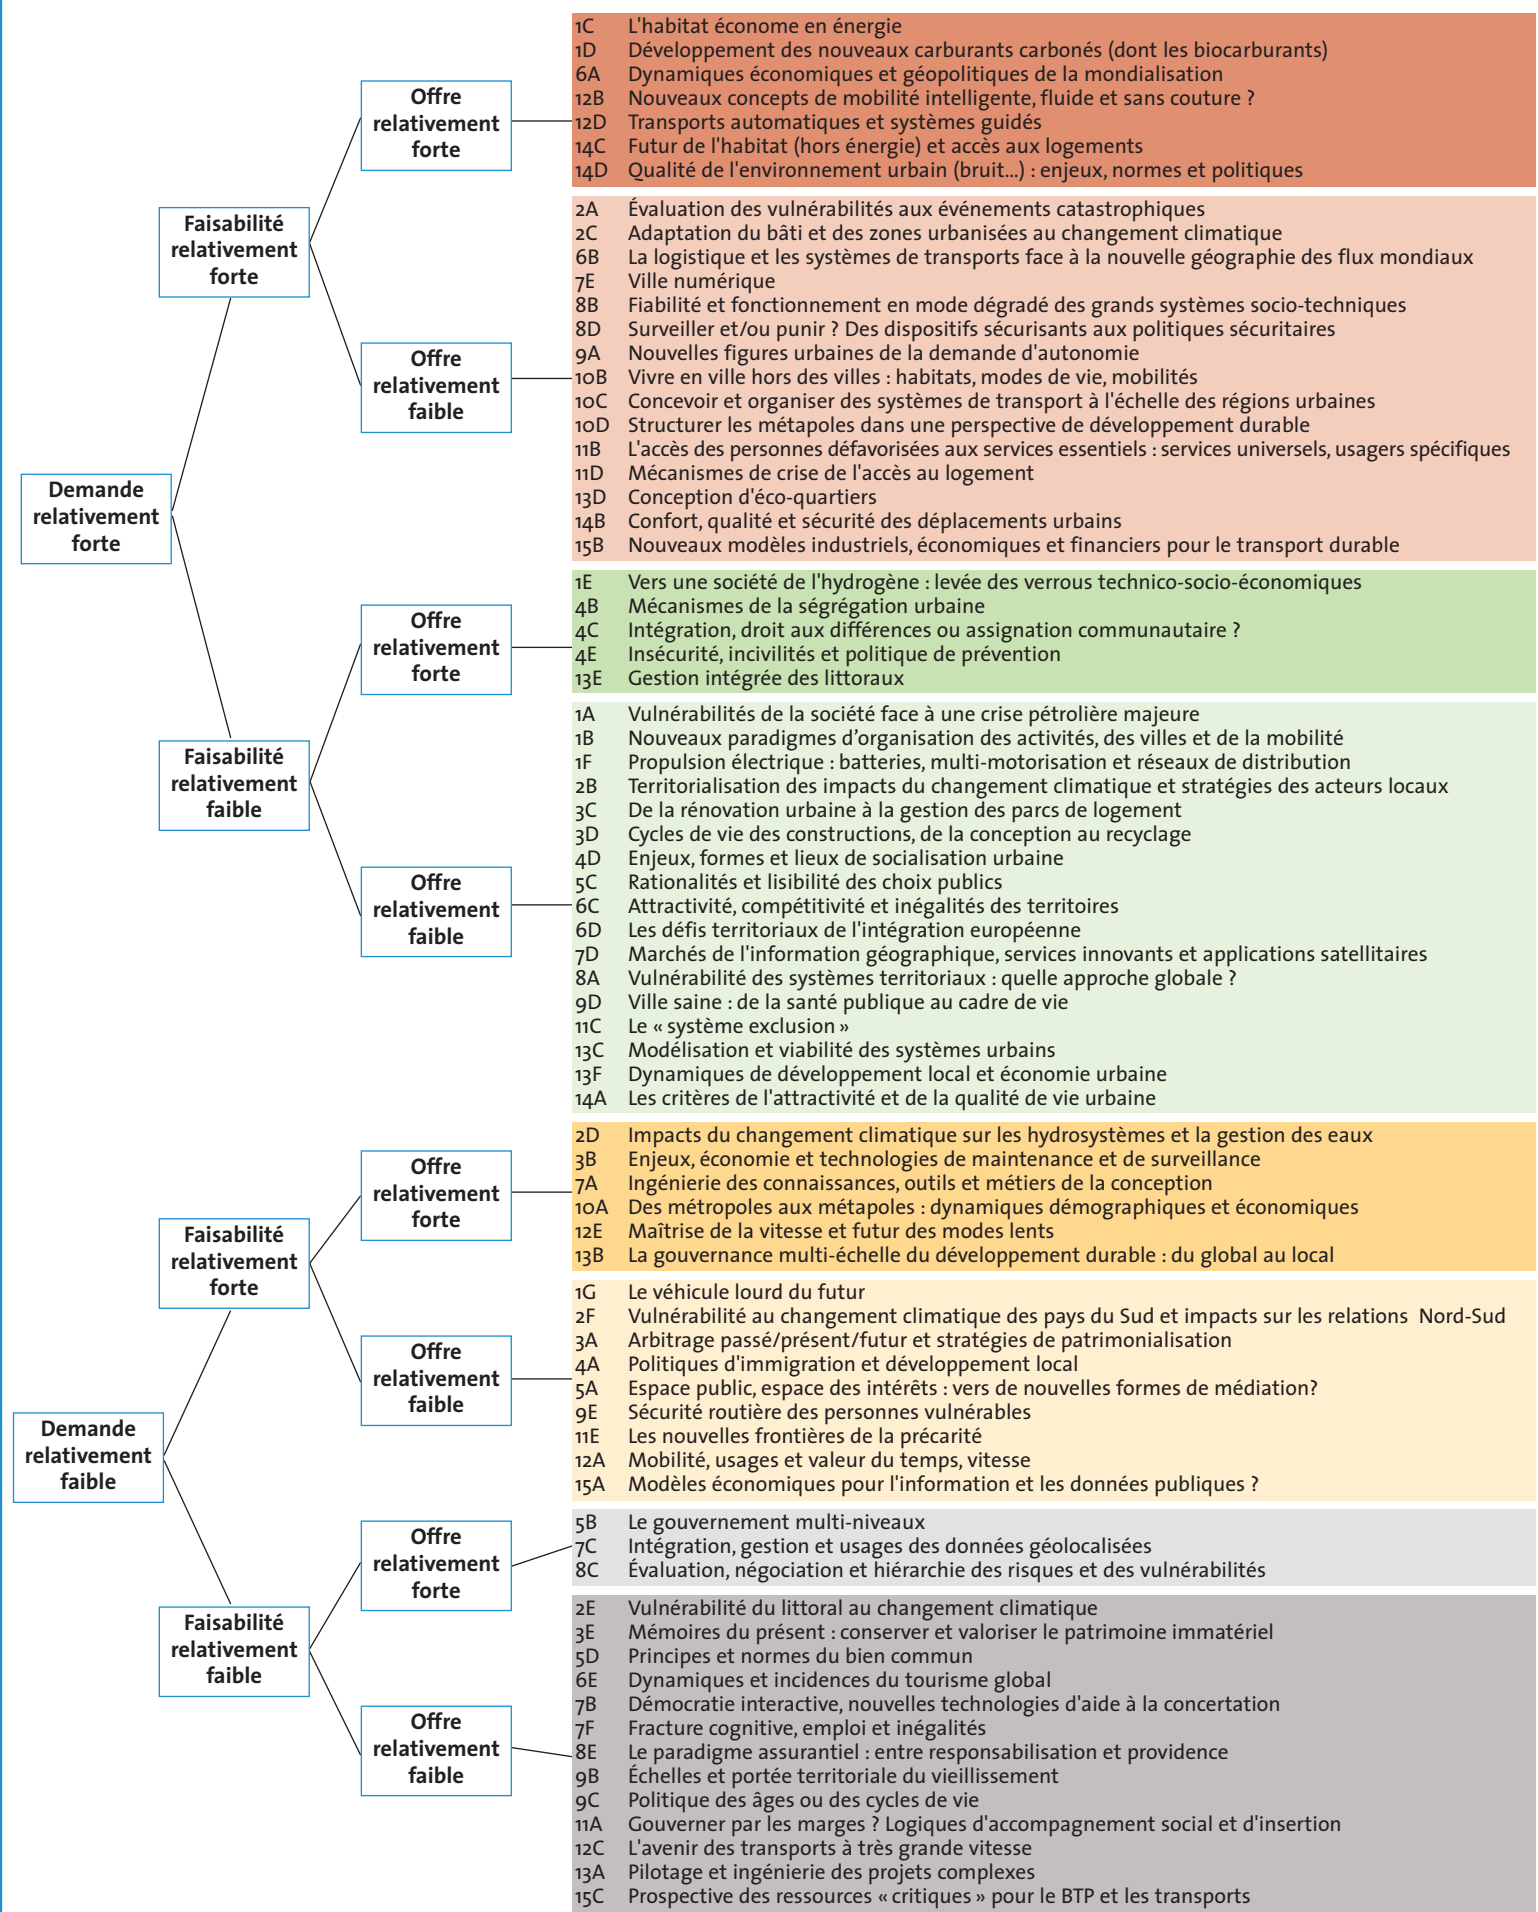 Demande
relativement
forte
Faisabilité
relativement
forte
Offre
relativement
forte
1C L'habitat économe en énergie
1D Développement des nouveaux carburants carbonés (dont les biocarburants)
6A Dynamiques économiques et géopolitiques de la mondialisation
12B Nouveaux concepts de mobilité intelligente, fluide et sans couture ?
12D Transports automatiques et systèmes guidés
14C Futur de l'habitat (hors énergie) et accès aux logements
14D Qualité de l'environnement urbain (bruit...) : enjeux, normes et politiques
Offre
relativement
faible
2A Évaluation des vulnérabilités aux événements catastrophiques
2C Adaptation du bâti et des zones urbanisées au changement climatique
6B La logistique et les systèmes de transports face à la nouvelle géographie des flux mondiaux
7E Ville numérique
8B Fiabilité et fonctionnement en mode dégradé des grands systèmes socio-techniques
8D Surveiller et/ou punir ? Des dispositifs sécurisants aux politiques sécuritaires
9A Nouvelles figures urbaines de la demande d'autonomie
10B Vivre en ville hors des villes : habitats, modes de vie, mobilités
10C Concevoir et organiser des systèmes de transport à l'échelle des régions urbaines
10D Structurer les métapoles dans une perspective de développement durable
11B L'accès des personnes défavorisées aux services essentiels : services universels, usagers spécifiques
11D Mécanismes de crise de l'accès au logement
13D Conception d'éco-quartiers
14B Confort, qualité et sécurité des déplacements urbains
15B Nouveaux modèles industriels, économiques et financiers pour le transport durable
Faisabilité
relativement
faible
Offre
relativement
forte
1E Vers une société de l'hydrogène : levée des verrous technico-socio-économiques
4B Mécanismes de la ségrégation urbaine
4C Intégration, droit aux différences ou assignation communautaire ?
4E Insécurité, incivilités et politique de prévention
13E Gestion intégrée des littoraux
Offre
relativement
faible
1A Vulnérabilités de la société face à une crise pétrolière majeure
1B Nouveaux paradigmes d’organisation des activités, des villes et de la mobilité
1F Propulsion électrique : batteries, multi-motorisation et réseaux de distribution
2B Territorialisation des impacts du changement climatique et stratégies des acteurs locaux
3C De la rénovation urbaine à la gestion des parcs de logement
3D Cycles de vie des constructions, de la conception au recyclage
4D Enjeux, formes et lieux de socialisation urbaine
5C Rationalités et lisibilité des choix publics
6C Attractivité, compétitivité et inégalités des territoires
6D Les défis territoriaux de l'intégration européenne
7D Marchés de l'information géographique, services innovants et applications satellitaires
8A Vulnérabilité des systèmes territoriaux : quelle approche globale ?
9D Ville saine : de la santé publique au cadre de vie
11C Le « système exclusion »
13C Modélisation et viabilité des systèmes urbains
13F Dynamiques de développement local et économie urbaine
14A Les critères de l'attractivité et de la qualité de vie urbaine
Demande
relativement
faible
Faisabilité
relativement
forte
Offre
relativement
forte
2D Impacts du changement climatique sur les hydrosystèmes et la gestion des eaux
3B Enjeux, économie et technologies de maintenance et de surveillance
7A Ingénierie des connaissances, outils et métiers de la conception
10A Des métropoles aux métapoles : dynamiques démographiques et économiques
12E Maîtrise de la vitesse et futur des modes lents
13B La gouvernance multi-échelle du développement durable : du global au local
Offre
relativement
faible
1G Le véhicule lourd du futur
2F Vulnérabilité au changement climatique des pays du Sud et impacts sur les relations Nord-Sud
3A Arbitrage passé/présent/futur et stratégies de patrimonialisation
4A Politiques d'immigration et développement local
5A Espace public, espace des intérêts : vers de nouvelles formes de médiation?
9E Sécurité routière des personnes vulnérables
11E Les nouvelles frontières de la précarité
12A Mobilité, usages et valeur du temps, vitesse
15A Modèles économiques pour l'information et les données publiques ?
Faisabilité
relativement
faible
Offre
relativement
forte
5B Le gouvernement multi-niveaux
7C Intégration, gestion et usages des données géolocalisées
8C Évaluation, négociation et hiérarchie des risques et des vulnérabilités
Offre
relativement
faible
2E Vulnérabilité du littoral au changement climatique
3E Mémoires du présent : conserver et valoriser le patrimoine immatériel
5D Principes et normes du bien commun
6E Dynamiques et incidences du tourisme global
7B Démocratie interactive, nouvelles technologies d'aide à la concertation
7F Fracture cognitive, emploi et inégalités
8E Le paradigme assurantiel : entre responsabilisation et providence
9B Échelles et portée territoriale du vieillissement
9C Politique des âges ou des cycles de vie
11A Gouverner par les marges ? Logiques d'accompagnement social et d'insertion
12C L'avenir des transports à très grande vitesse
13A Pilotage et ingénierie des projets complexes
15C Prospective des ressources « critiques » pour le BTP et les transports